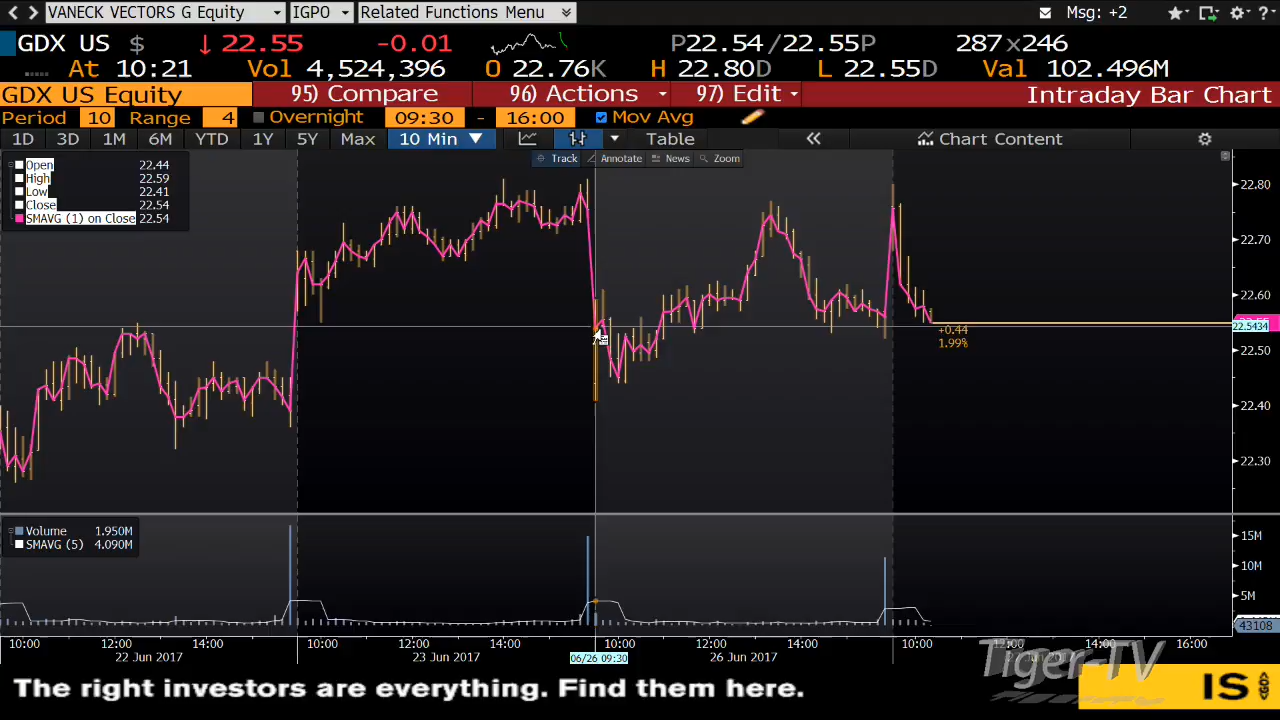 VANECK VECTORS G Equity IGPO Related Functions Menu Msg: +2
GDX US $ ↓ 22.55 -0.01 P22.54/22.55P 287x246
At 10:21 Vol 4,524,396 O 22.76K H 22.80D L 22.55D Val 102.496M
GDX US Equity 95) Compare 96) Actions 97) Edit Intraday Bar Chart
Period 10 Range 4 Overnight 09:30 - 16:00 Mov Avg
1D 3D 1M 6M YTD 1Y 5Y Max 10 Min ▼ Table « Chart Content
Track Annotate News Zoom
Open 22.44
High 22.59
Low 22.41
Close 22.54
SMAVG (1) on Close 22.54
22.80
22.70
22.60
22.5434
+0.44
1.99%
22.50
22.40
22.30
Volume 1.950M
SMAVG (5) 4.090M
15M
10M
5M
43108
10:00 12:00 14:00 10:00 12:00 14:00 10:00 12:00 14:00 10:00 12:00 14:00 16:00
22 Jun 2017 23 Jun 2017 06/26 09:30 26 Jun 2017
Tiger-TV
The right investors are everything. Find them here.
IS ADVG